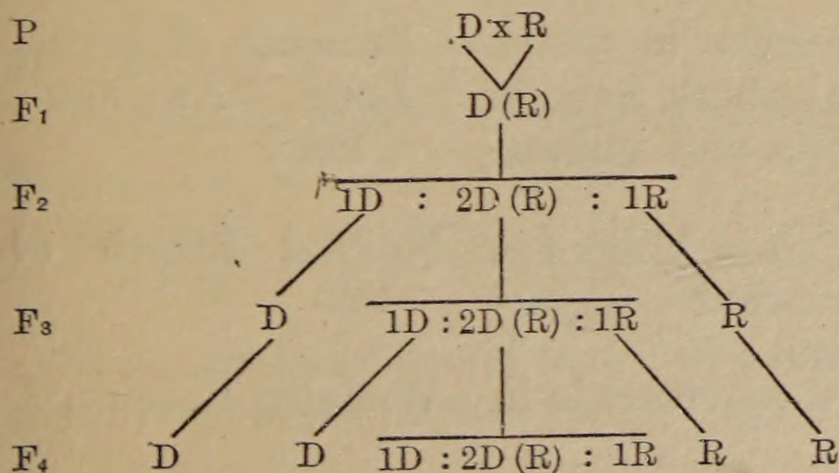 P D x R
F₁ D (R)
F₂ 1D : 2D (R) : 1R
F₃ D 1D : 2D (R) : 1R R
F₄ D D 1D : 2D (R) : 1R R R